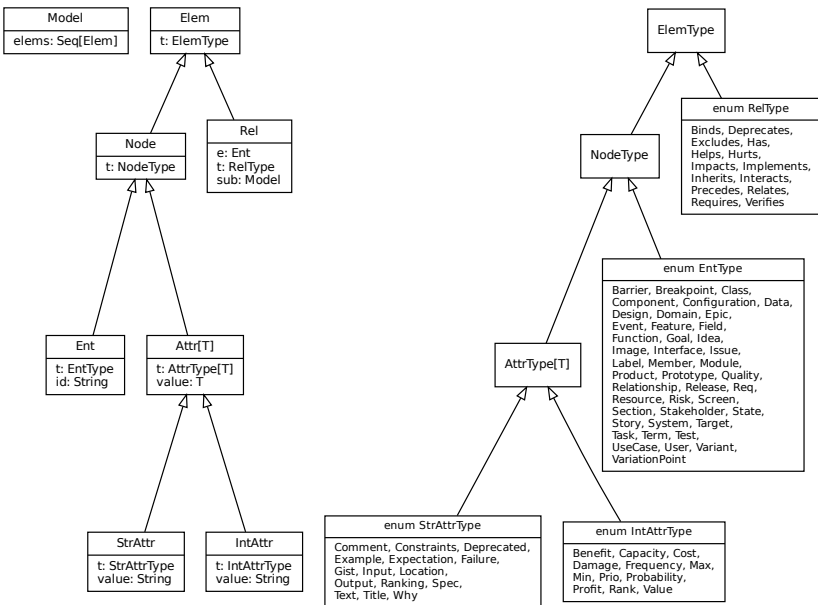 Model
elems: Seq[Elem]
Elem
t: ElemType
Node
t: NodeType
Rel
e: Ent
t: RelType
sub: Model
Ent
t: EntType
id: String
Attr[T]
t: AttrType[T]
value: T
StrAttr
t: StrAttrType
value: String
IntAttr
t: IntAttrType
value: String
ElemType
enum RelType
Binds, Deprecates,
Excludes, Has,
Helps, Hurts,
Impacts, Implements,
Inherits, Interacts,
Precedes, Relates,
Requires, Verifies
NodeType
enum EntType
Barrier, Breakpoint, Class,
Component, Configuration, Data,
Design, Domain, Epic,
Event, Feature, Field,
Function, Goal, Idea,
Image, Interface, Issue,
Label, Member, Module,
Product, Prototype, Quality,
Relationship, Release, Req,
Resource, Risk, Screen,
Section, Stakeholder, State,
Story, System, Target,
Task, Term, Test,
UseCase, User, Variant,
VariationPoint
AttrType[T]
enum StrAttrType
Comment, Constraints, Deprecated,
Example, Expectation, Failure,
Gist, Input, Location,
Output, Ranking, Spec,
Text, Title, Why
enum IntAttrType
Benefit, Capacity, Cost,
Damage, Frequency, Max,
Min, Prio, Probability,
Profit, Rank, Value